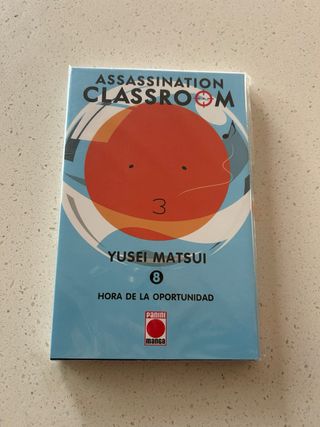 ASSASSINATION
CLASSROOM
YUSEI MATSUI
8
HORA DE LA OPORTUNIDAD
PANINI
manga